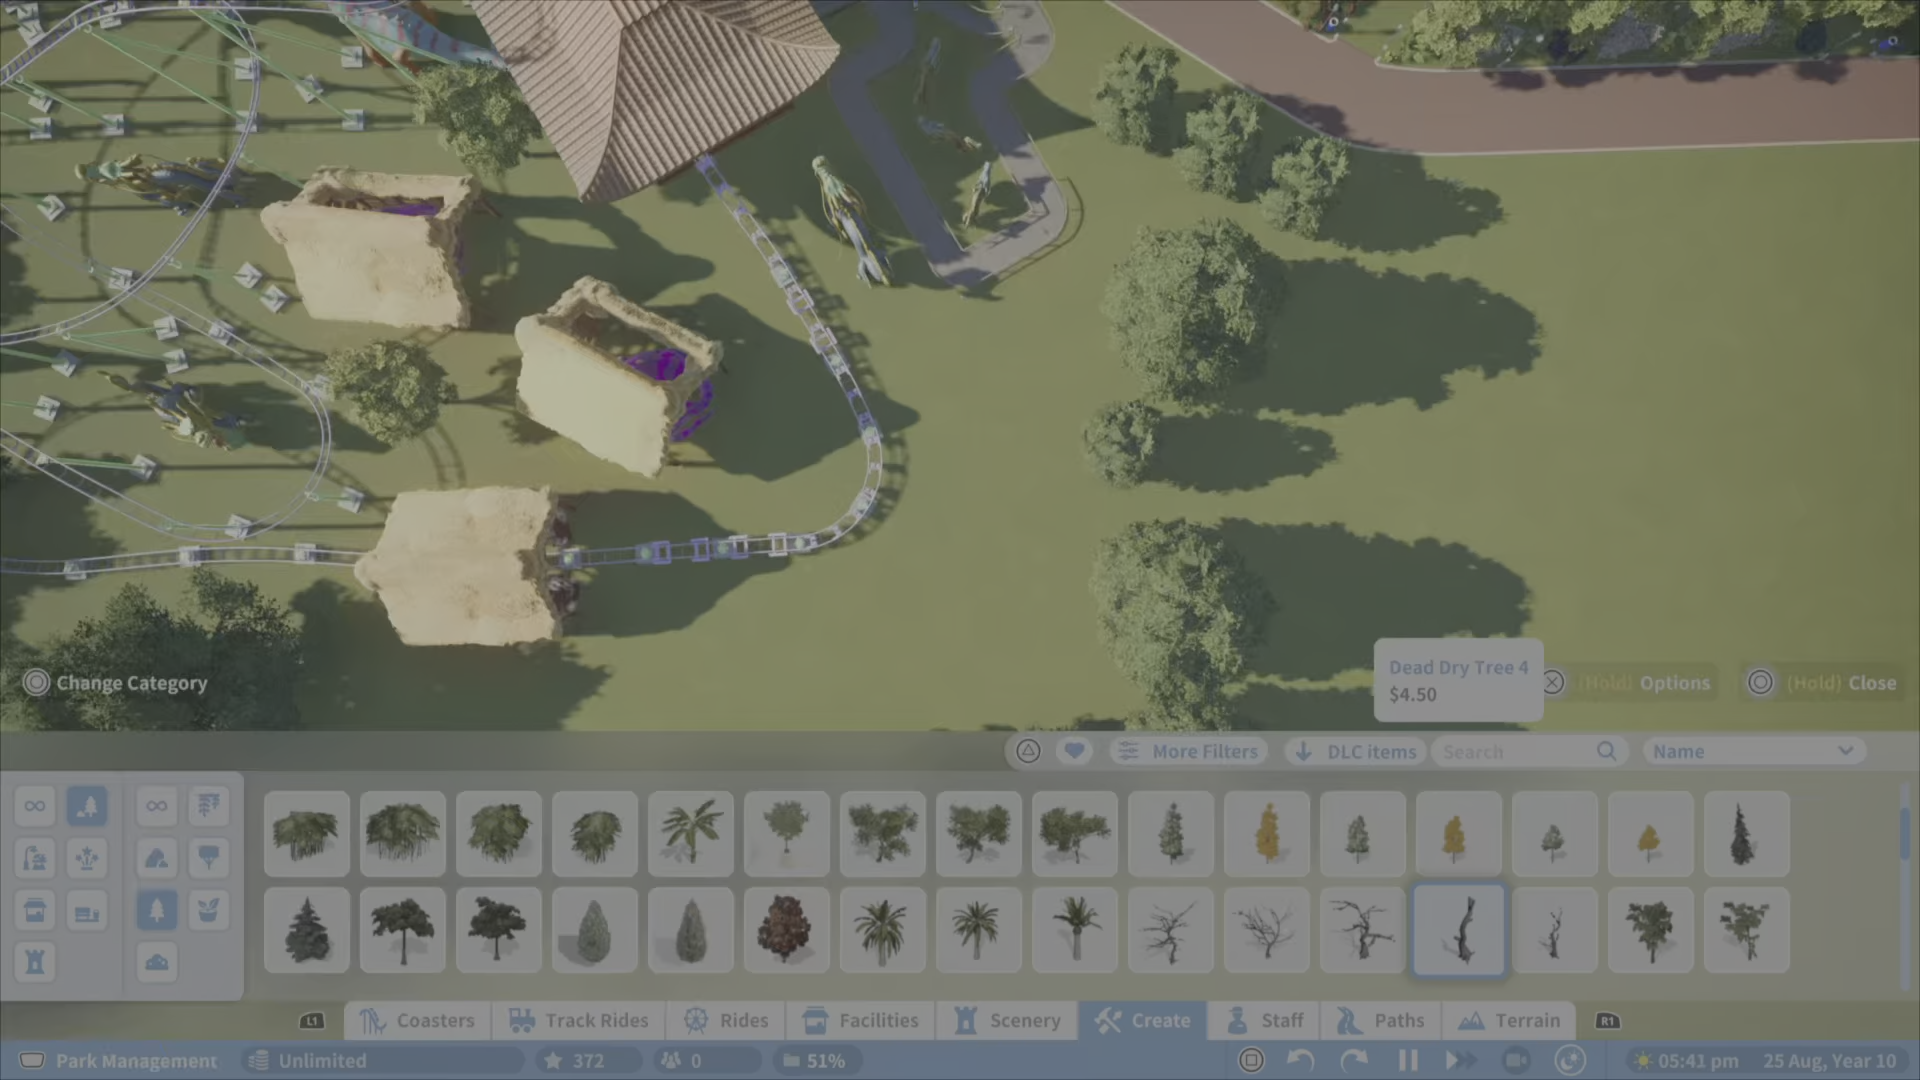 Change Category
Dead Dry Tree 4
$4.50
(Hold) Options
(Hold) Close
More Filters
DLC items
Search
Name
L1
Coasters
Track Rides
Rides
Facilities
Scenery
Create
Staff
Paths
Terrain
R1
Park Management
Unlimited
372
0
51%
05:41 pm
25 Aug, Year 10